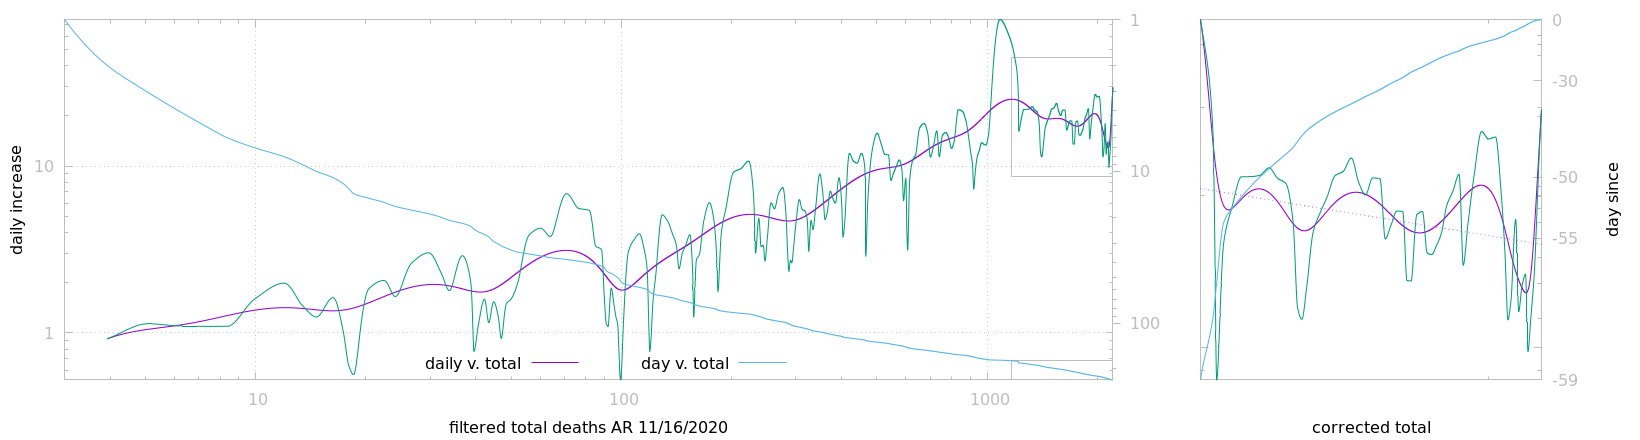 daily increase
10
1
daily v. total
day v. total
10
100
1000
filtered total deaths AR 11/16/2020
1
10
100
0
-30
-50
-55
-59
day since
corrected total